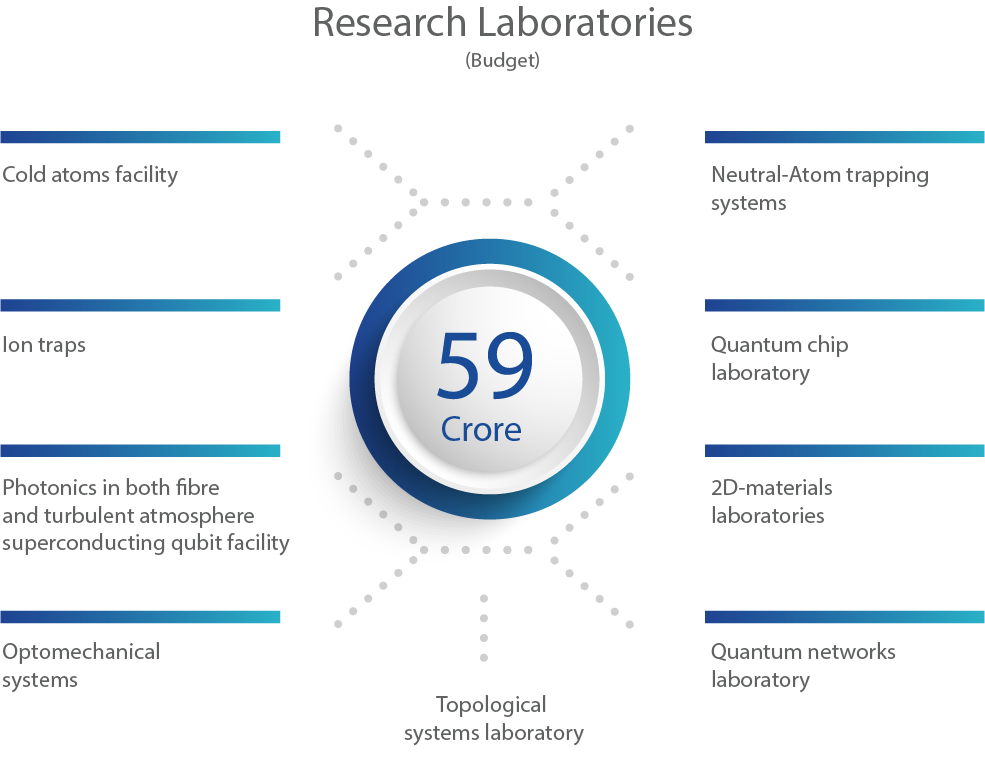 Research Laboratories
(Budget)
Cold atoms facility
Ion traps
Photonics in both fibre
and turbulent atmosphere
superconducting qubit facility
Optomechanical
systems
59
Crore
Topological
systems laboratory
Neutral-Atom trapping
systems
Quantum chip
laboratory
2D-materials
laboratories
Quantum networks
laboratory